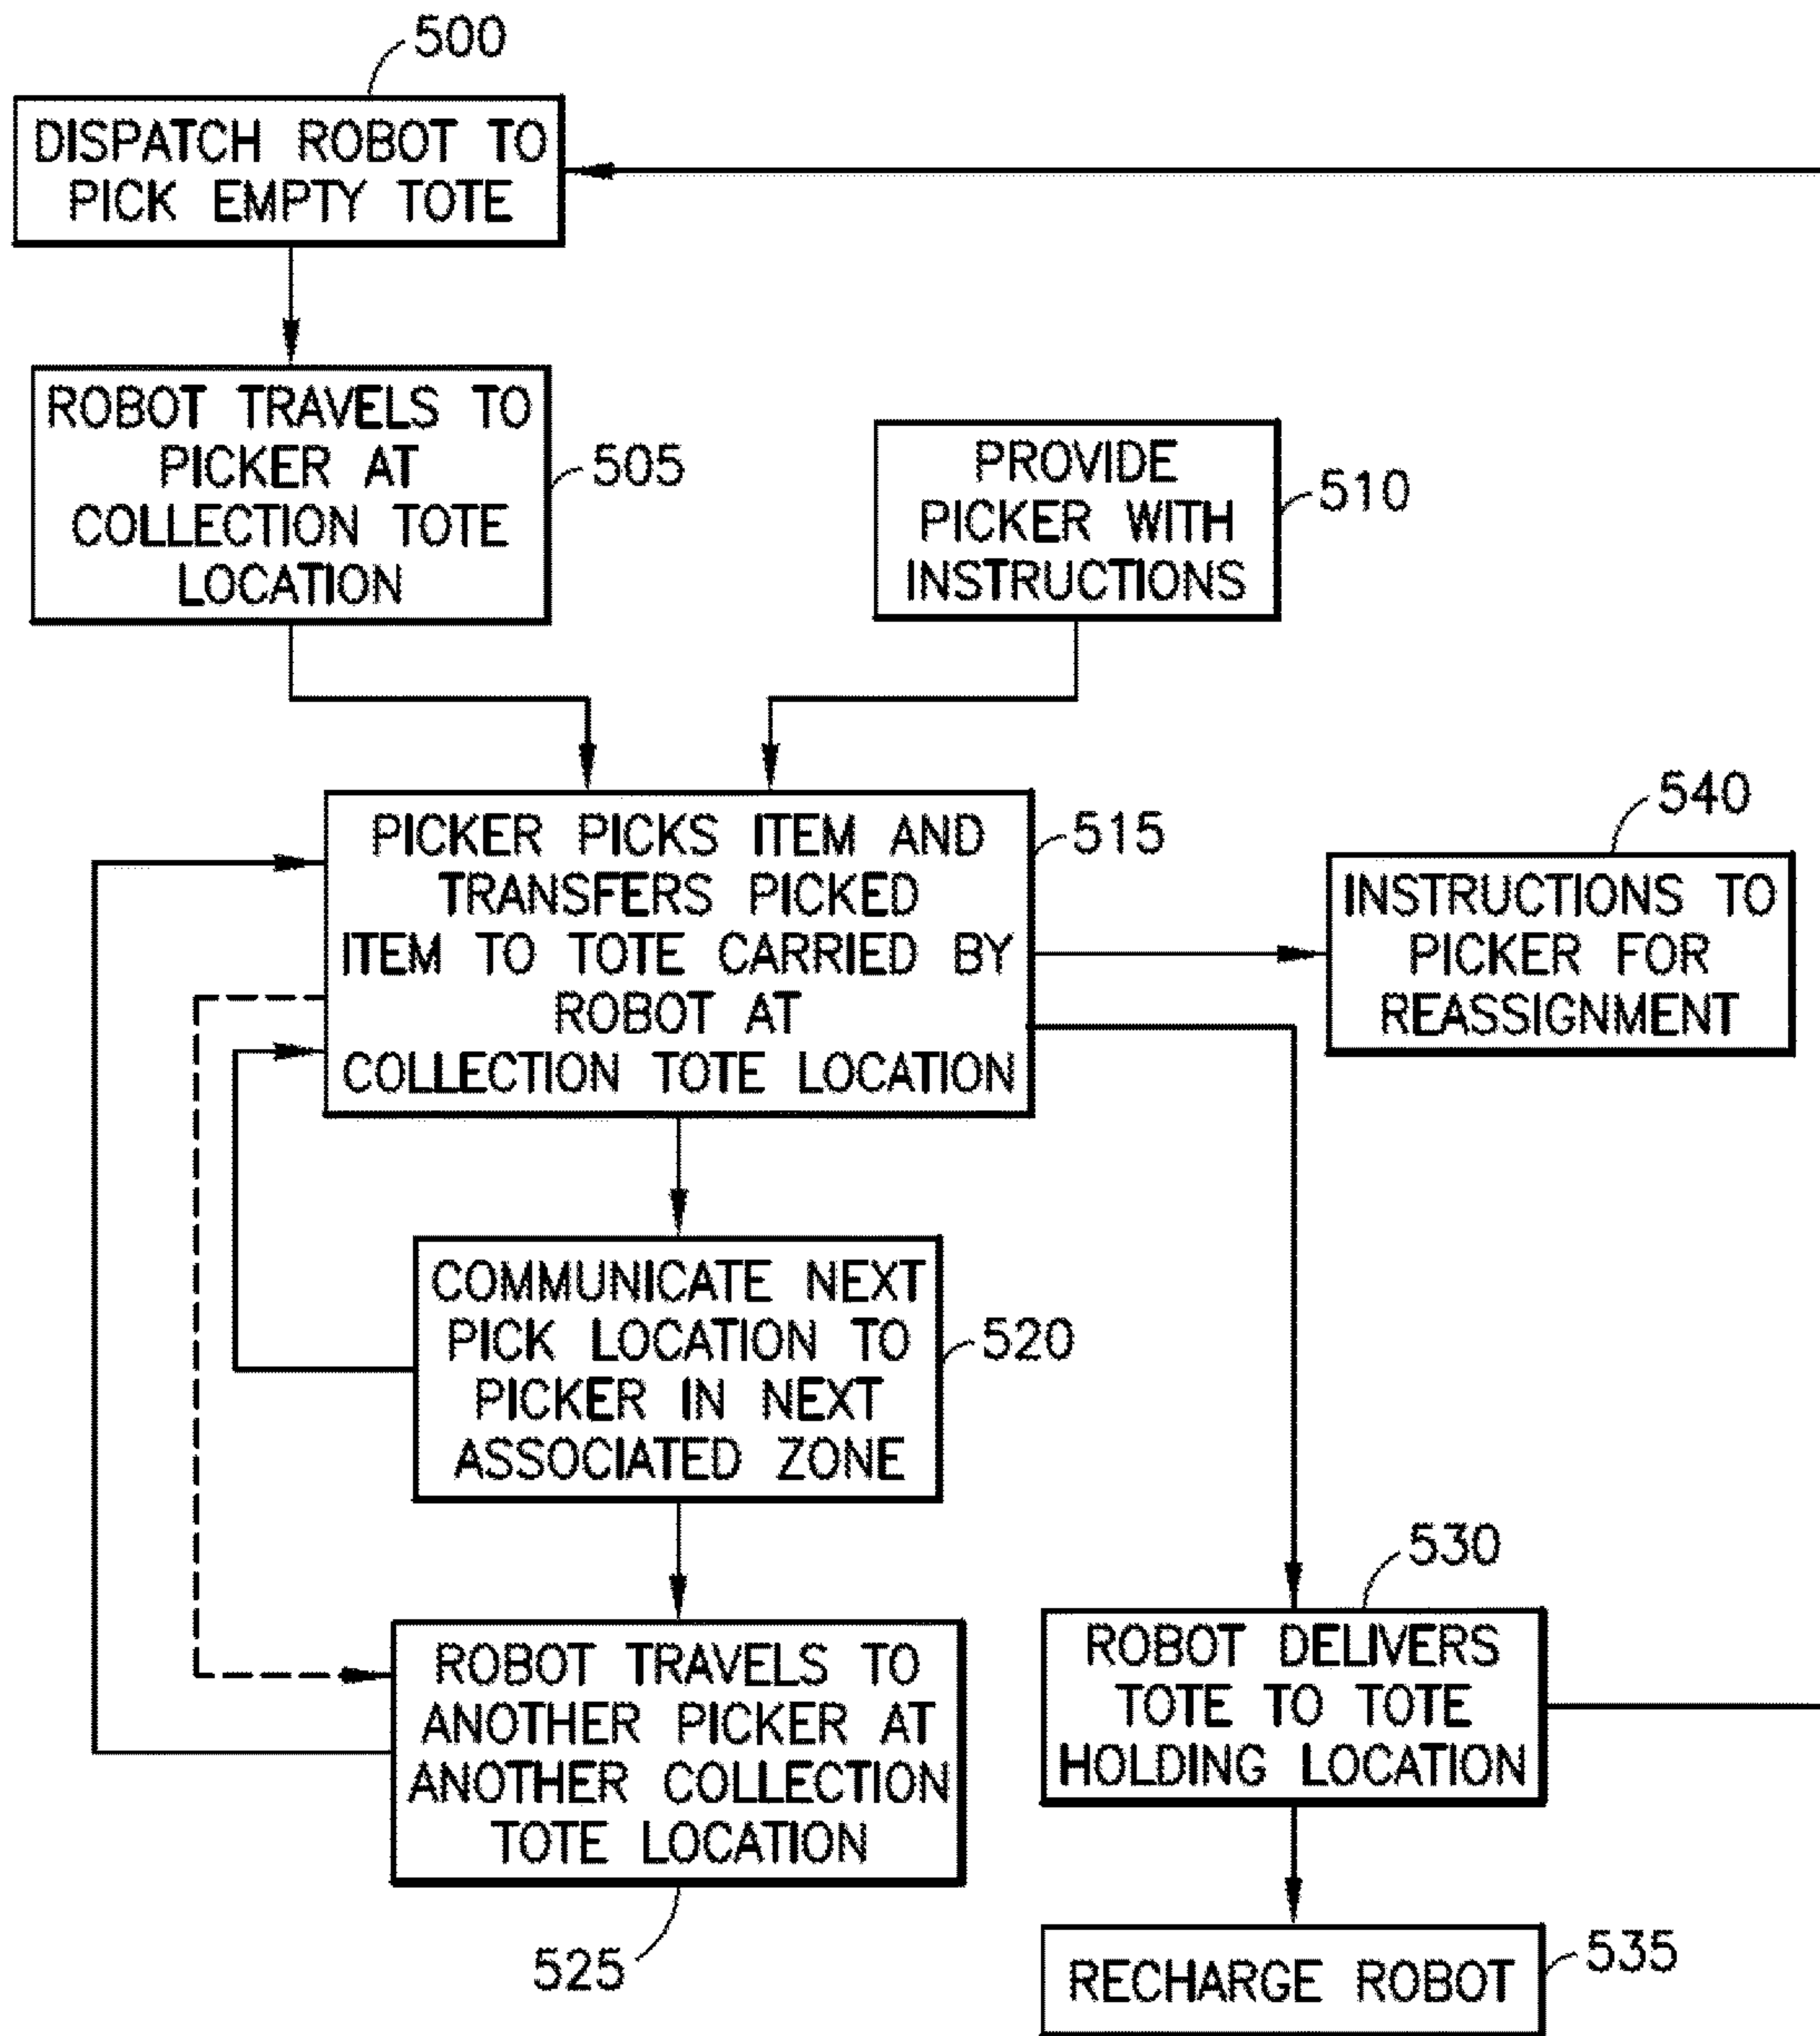 500
DISPATCH ROBOT TO
PICK EMPTY TOTE
ROBOT TRAVELS TO
PICKER AT
COLLECTION TOTE
LOCATION
505
PROVIDE
PICKER WITH
INSTRUCTIONS
510
PICKER PICKS ITEM AND
TRANSFERS PICKED
ITEM TO TOTE CARRIED BY
ROBOT AT
COLLECTION TOTE LOCATION
515
540
INSTRUCTIONS TO
PICKER FOR
REASSIGNMENT
COMMUNICATE NEXT
PICK LOCATION TO
PICKER IN NEXT
ASSOCIATED ZONE
520
530
ROBOT TRAVELS TO
ANOTHER PICKER AT
ANOTHER COLLECTION
TOTE LOCATION
525
ROBOT DELIVERS
TOTE TO TOTE
HOLDING LOCATION
RECHARGE ROBOT
535